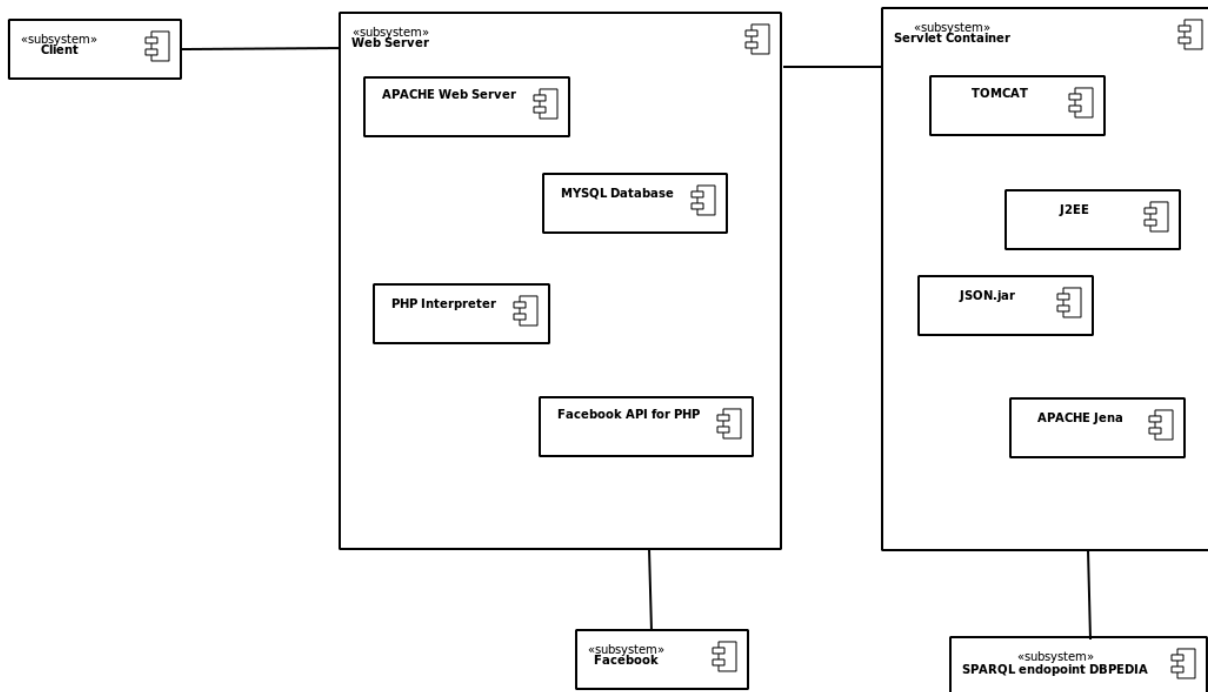 «subsystem»
Client
«subsystem»
Web Server
APACHE Web Server
MYSQL Database
PHP Interpreter
Facebook API for PHP
«subsystem»
Servlet Container
TOMCAT
J2EE
JSON.jar
APACHE Jena
«subsystem»
Facebook
«subsystem»
SPARQL endopoint DBPEDIA